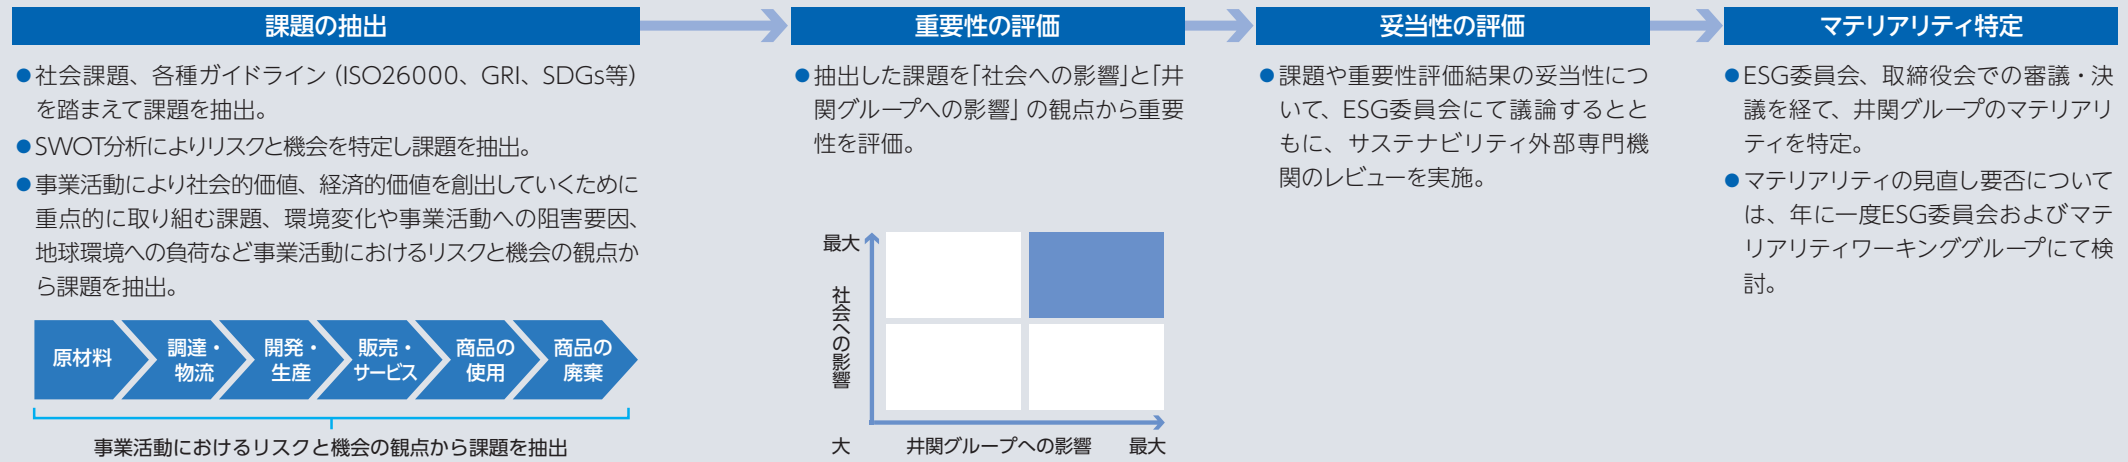 課題の抽出
●社会課題、各種ガイドライン (ISO26000、GRI、SDGs等)
を踏まえて課題を抽出。
●SWOT分析によりリスクと機会を特定し課題を抽出。
●事業活動により社会的価値、経済的価値を創出していくために
重点的に取り組む課題、環境変化や事業活動への阻害要因、
地球環境への負荷など事業活動におけるリスクと機会の観点か
ら課題を抽出。
原材料
調達・
物流
開発・
生産
販売・
サービス
商品の
使用
商品の
廃棄
事業活動におけるリスクと機会の観点から課題を抽出
重要性の評価
●抽出した課題を「社会への影響」と「井
関グループへの影響」の観点から重要
性を評価。
最大
社会への影響
大
井関グループへの影響
最大
妥当性の評価
●課題や重要性評価結果の妥当性につ
いて、ESG委員会にて議論するとと
もに、サステナビリティ外部専門機
関のレビューを実施。
マテリアリティ特定
●ESG委員会、取締役会での審議・決
議を経て、井関グループのマテリアリ
ティを特定。
●マテリアリティの見直し要否について
は、年に一度ESG委員会およびマテ
リアリティワーキンググループにて検
討。